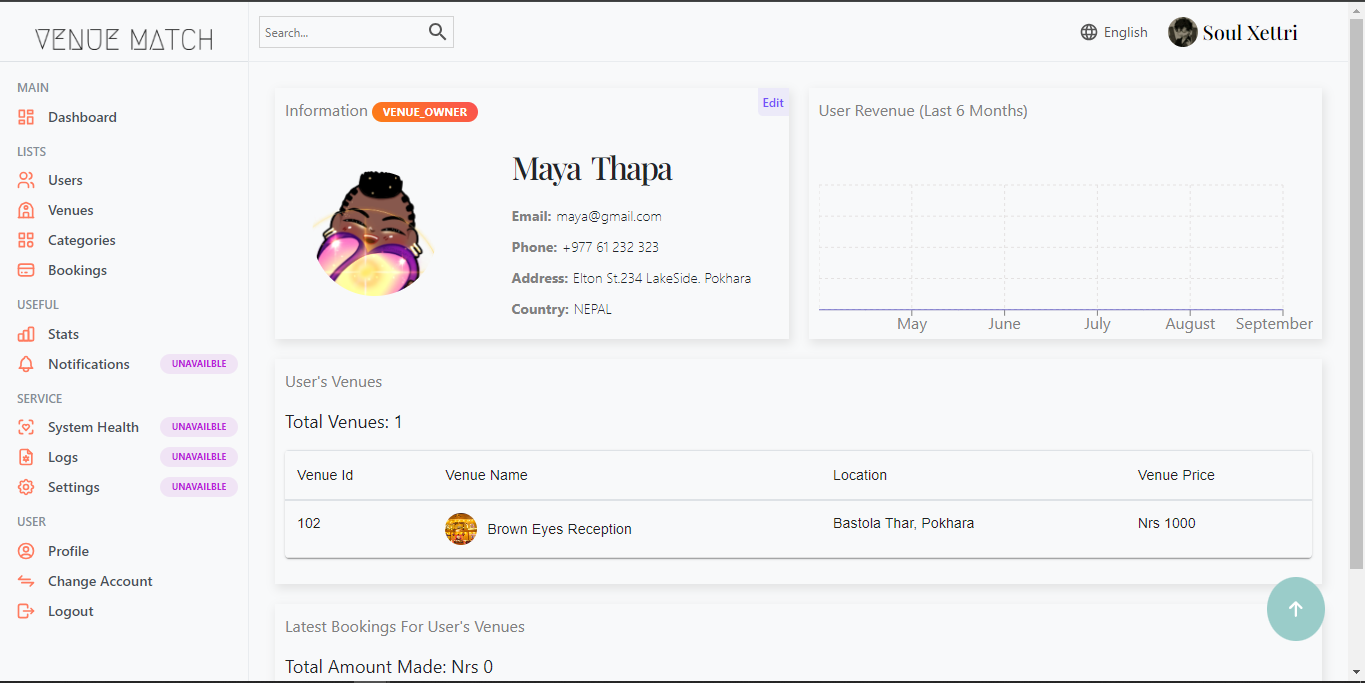 VENUE MATCH
Search...
English
Soul Xettri
MAIN
Dashboard
LISTS
Users
Venues
Categories
Bookings
USEFUL
Stats
Notifications UNAVAILBLE
SERVICE
System Health UNAVAILBLE
Logs UNAVAILBLE
Settings UNAVAILBLE
USER
Profile
Change Account
Logout
Information VENUE_OWNER
Edit
Maya Thapa
Email: maya@gmail.com
Phone: +977 61 232 323
Address: Elton St.234 LakeSide. Pokhara
Country: NEPAL
User Revenue (Last 6 Months)
May June July August September
User's Venues
Total Venues: 1
Venue Id Venue Name Location Venue Price
102 Brown Eyes Reception Bastola Thar, Pokhara Nrs 1000
Latest Bookings For User's Venues
Total Amount Made: Nrs 0